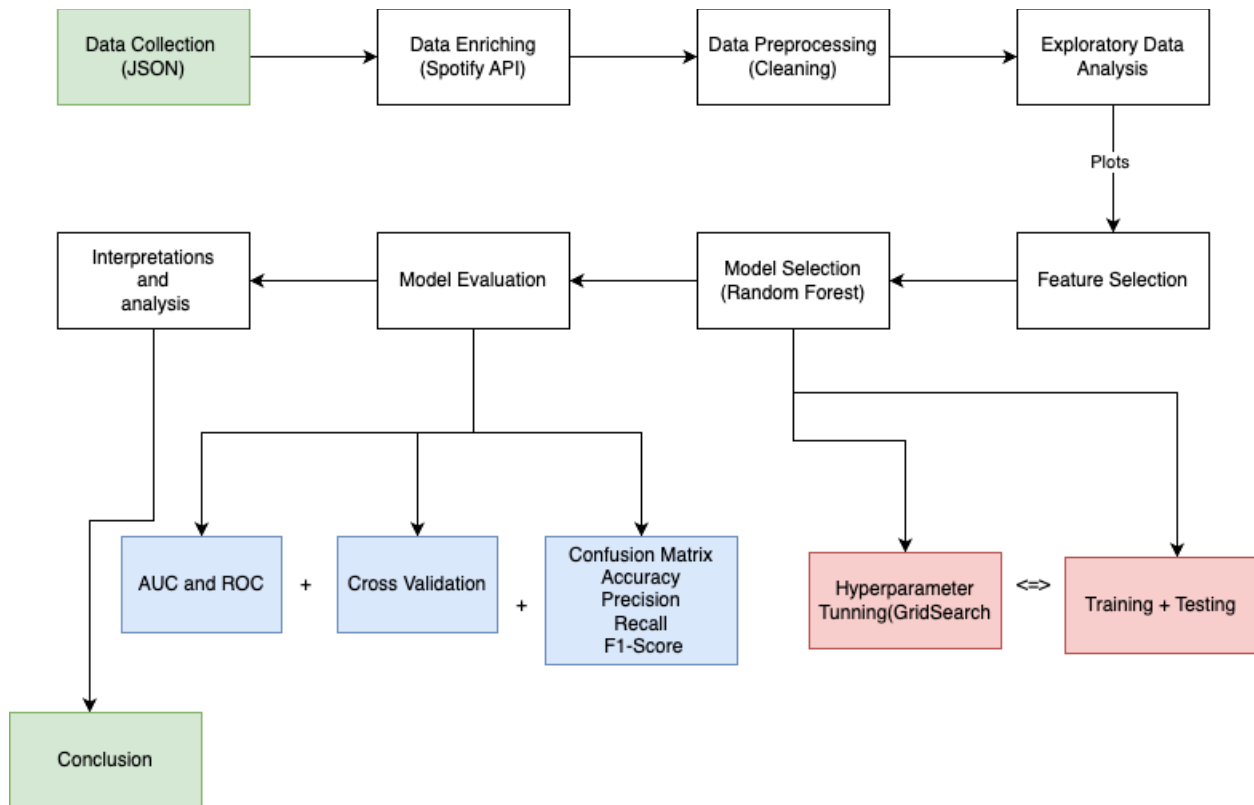 Data Collection
(JSON)
Data Enriching
(Spotify API)
Data Preprocessing
(Cleaning)
Exploratory Data
Analysis
Plots
Interpretations
and
analysis
Model Evaluation
Model Selection
(Random Forest)
Feature Selection
AUC and ROC
+
Cross Validation
+
Confusion Matrix
Accuracy
Precision
Recall
F1-Score
Hyperparameter
Tunning(GridSearch
<=>
Training + Testing
Conclusion